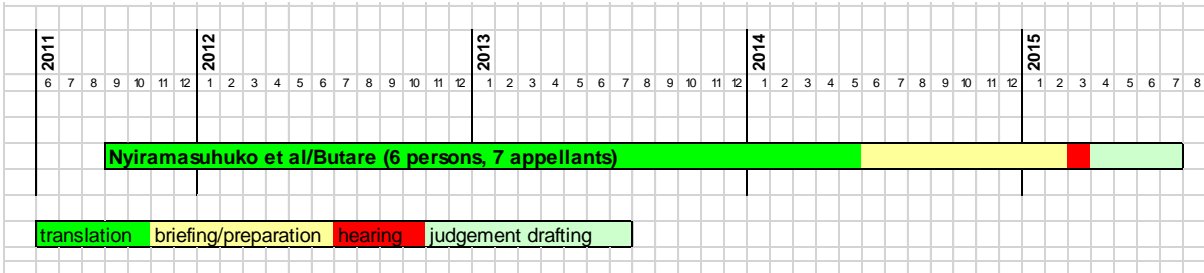 2011 2012 2013 2014 2015
6 7 8 9 10 11 12 1 2 3 4 5 6 7 8 9 10 11 12 1 2 3 4 5 6 7 8 9 10 11 12 1 2 3 4 5 6 7 8 9 10 11 12 1 2 3 4 5 6 7 8
Nyiramasuhuko et al/Butare (6 persons, 7 appellants)
translation briefing/preparation hearing judgement drafting